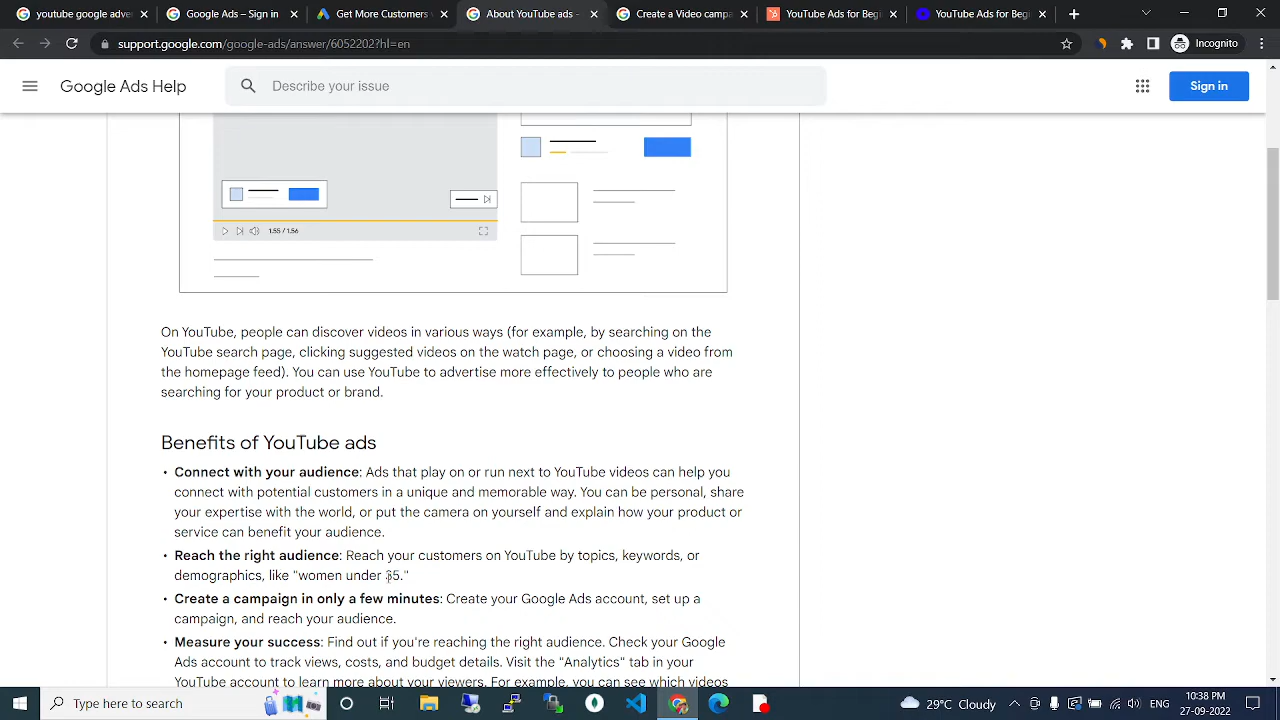 youtube google adver
Google Ads – Sign in
Get More Customers
About YouTube ads -
Create a Video campa
YouTube Ads for Begi
YouTube Ads for Begi
support.google.com/google-ads/answer/6052202?hl=en
Incognito
Google Ads Help
Describe your issue
Sign in
1.55 / 1.56
On YouTube, people can discover videos in various ways (for example, by searching on the
YouTube search page, clicking suggested videos on the watch page, or choosing a video from
the homepage feed). You can use YouTube to advertise more effectively to people who are
searching for your product or brand.
Benefits of YouTube ads
• Connect with your audience: Ads that play on or run next to YouTube videos can help you
connect with potential customers in a unique and memorable way. You can be personal, share
your expertise with the world, or put the camera on yourself and explain how your product or
service can benefit your audience.
• Reach the right audience: Reach your customers on YouTube by topics, keywords, or
demographics, like "women under 35."
• Create a campaign in only a few minutes: Create your Google Ads account, set up a
campaign, and reach your audience.
• Measure your success: Find out if you're reaching the right audience. Check your Google
Ads account to track views, costs, and budget details. Visit the "Analytics" tab in your
YouTube account to learn more about your viewers. For example, you can see which videos
Type here to search
29°C Cloudy
ENG
10:38 PM
27-09-2022